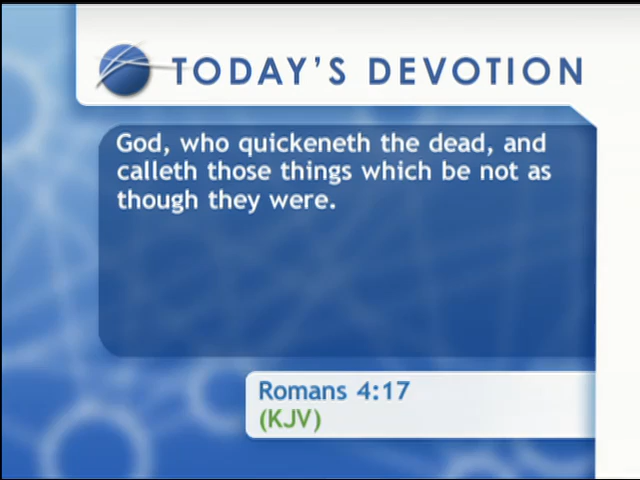 TODAY'S DEVOTION
God, who quickeneth the dead, and
calleth those things which be not as
though they were.
Romans 4:17
(KJV)